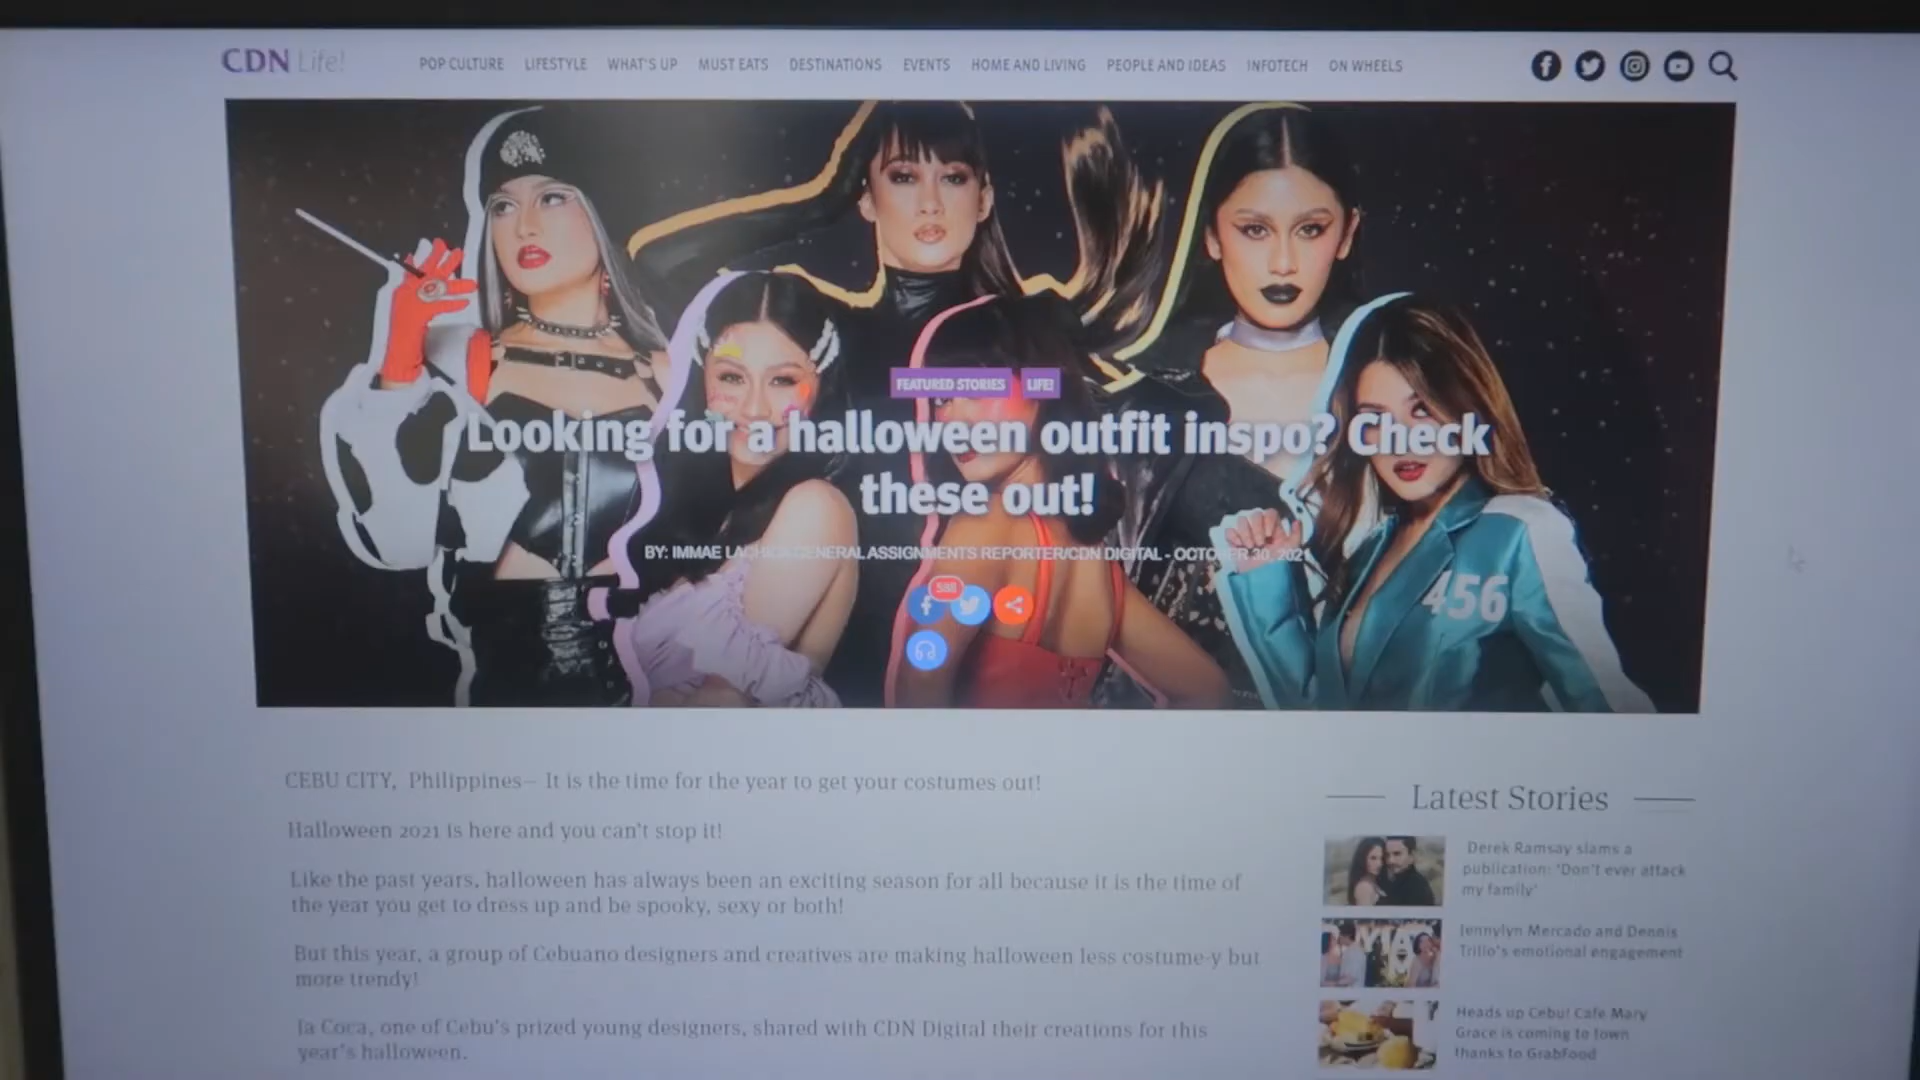 CDN Life!
POP CULTURE LIFESTYLE WHAT'S UP MUST EATS DESTINATIONS EVENTS HOME AND LIVING PEOPLE AND IDEAS INFOTECH ON WHEELS
FEATURED STORIES LIFE!
Looking for a halloween outfit inspo? Check
these out!
BY: IMMAE GENERAL ASSIGNMENTS REPORTER/CDN DIGITAL - OCTOBER 30, 2021
588
456
CEBU CITY, Philippines— It is the time for the year to get your costumes out!
Halloween 2021 is here and you can't stop it!
Like the past years, halloween has always been an exciting season for all because it is the time of
the year you get to dress up and be spooky, sexy or both!
But this year, a group of Cebuano designers and creatives are making halloween less costume-y but
more trendy!
Ja Coca, one of Cebu's prized young designers, shared with CDN Digital their creations for this
year's halloween.
Latest Stories
Derek Ramsay slams a
publication: 'Don't ever attack
my family'
Jennylyn Mercado and Dennis
Trillo's emotional engagement
Heads up Cebu! Cafe Mary
Grace is coming to town
thanks to GrabFood